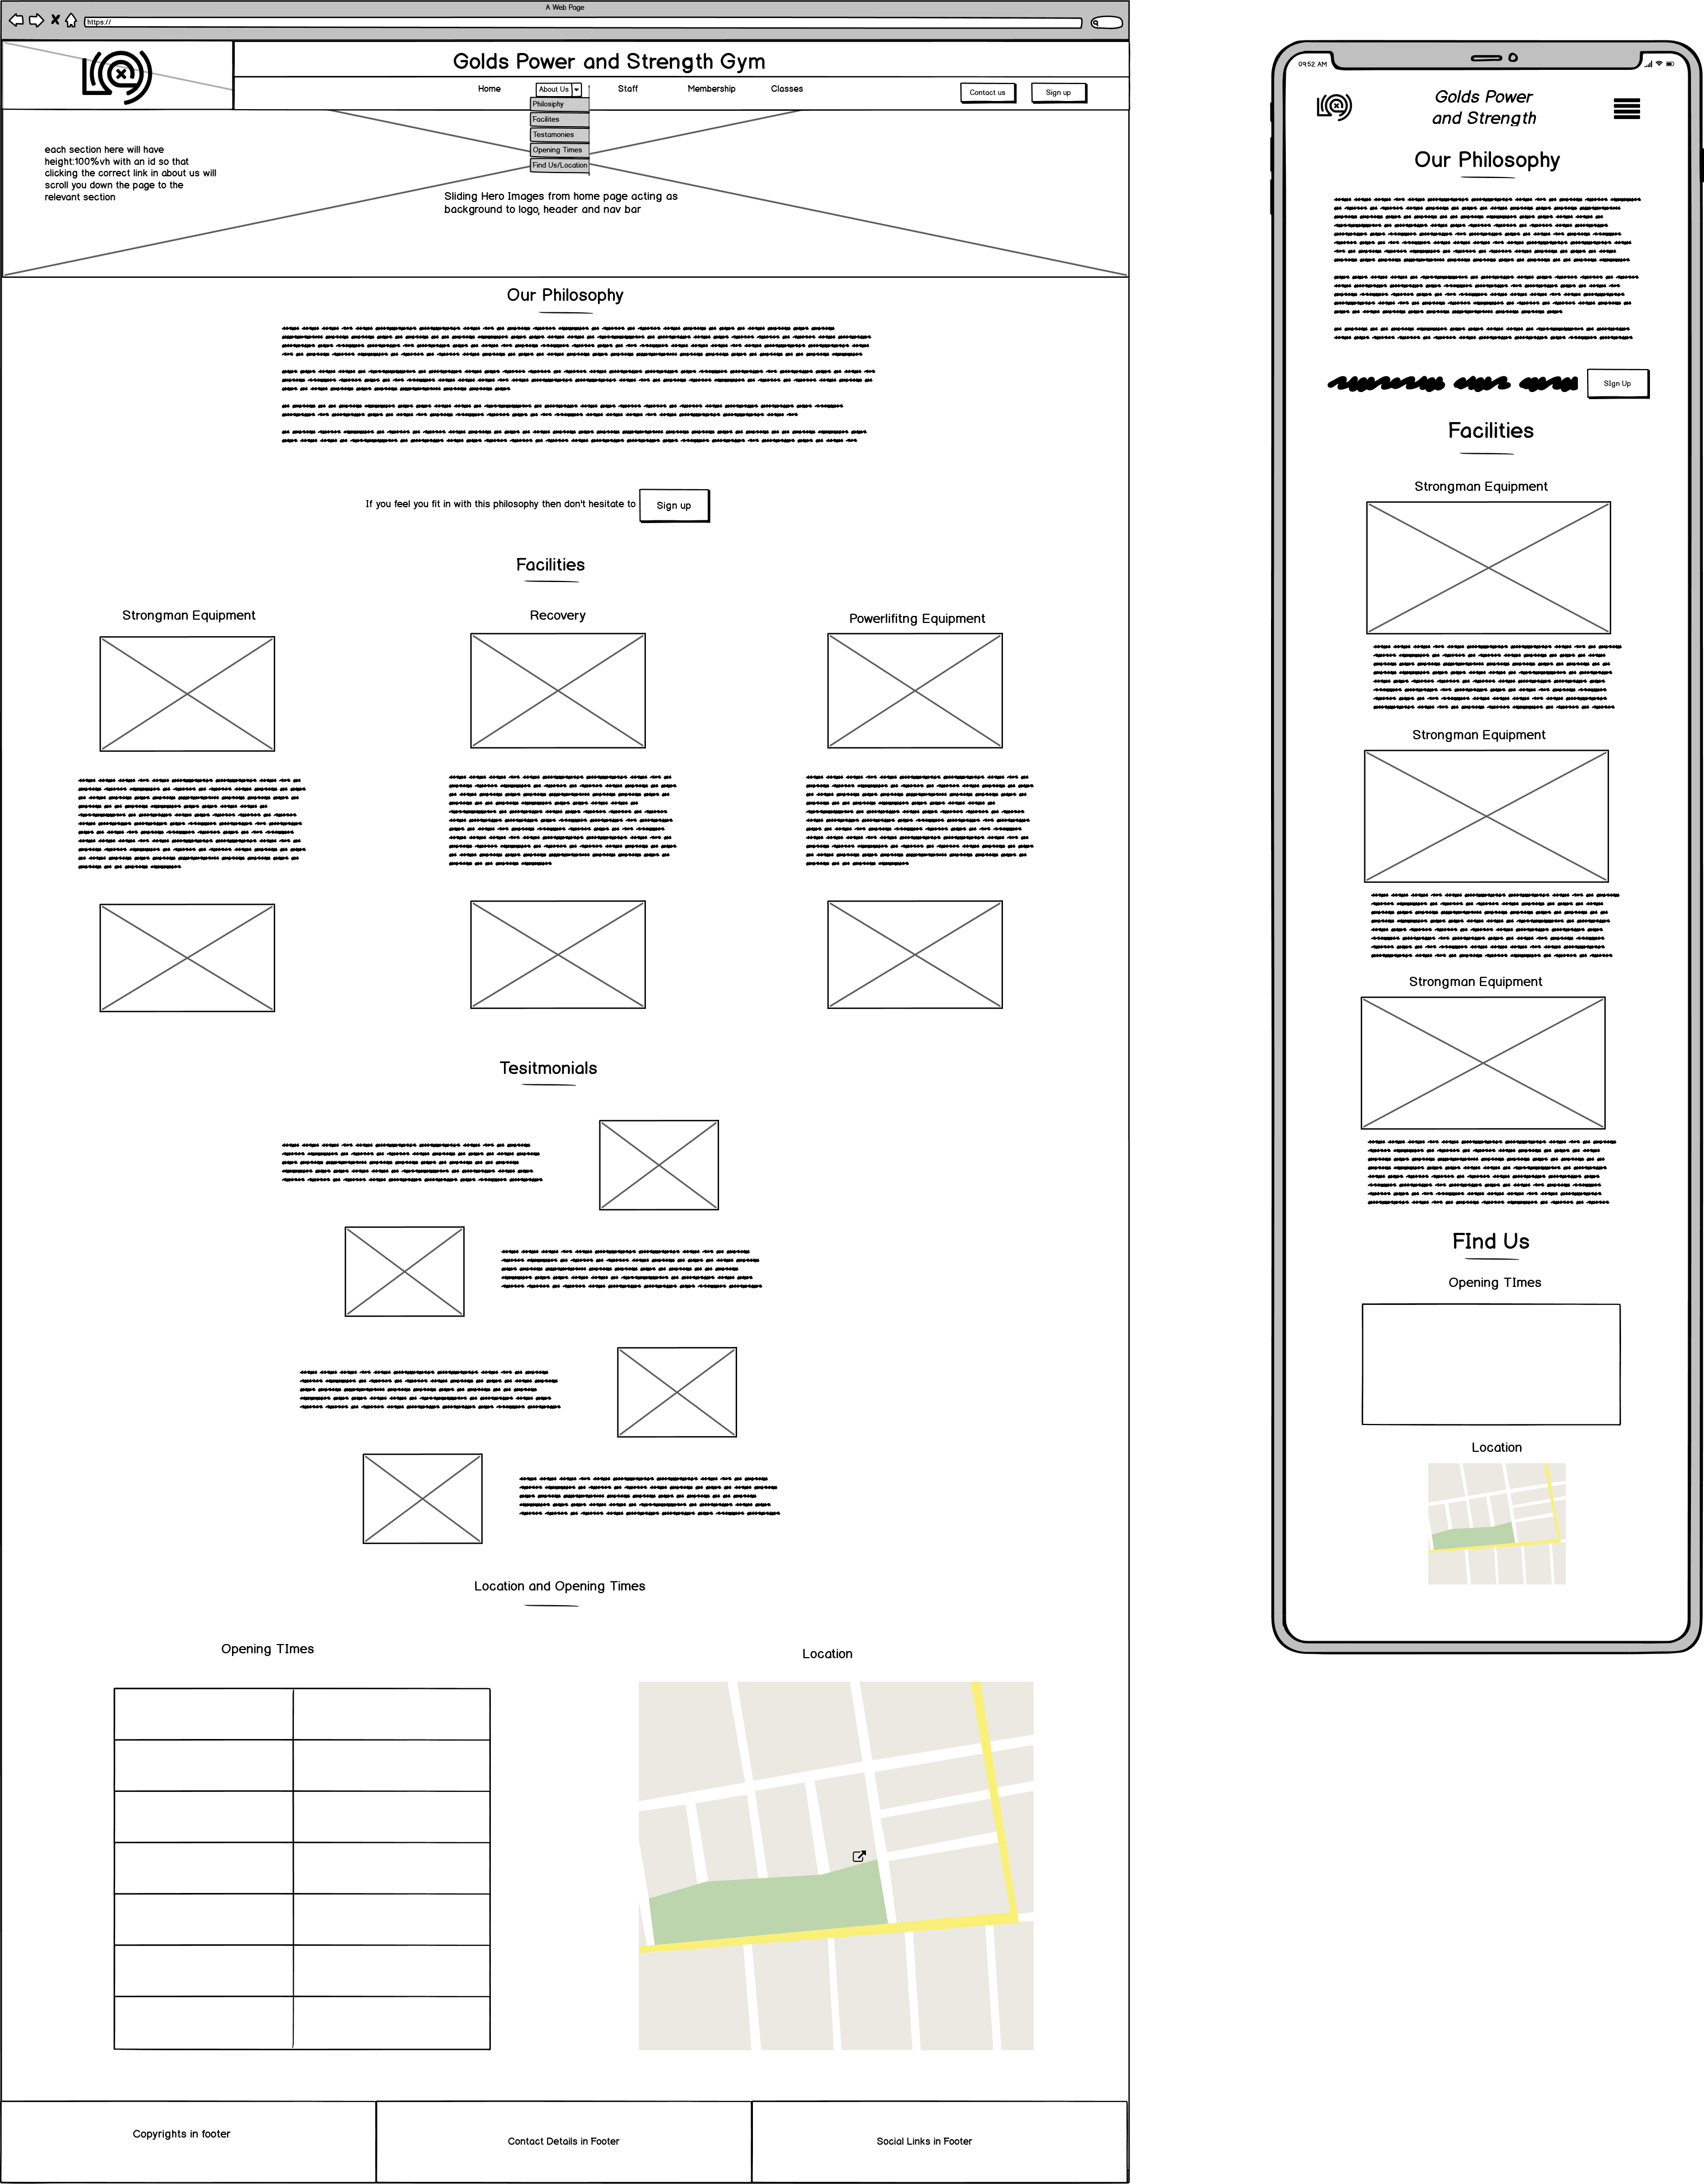 A Web Page
https://
Golds Power and Strength Gym
Home
About Us
Staff
Membership
Classes
Contact us
Sign up
Philosiphy
Facilites
Testamonies
Opening Times
Find Us/Location
each section here will have
height:100%vh with an id so that
clicking the correct link in about us will
scroll you down the page to the
relevant section
Sliding Hero Images from home page acting as
background to logo, header and nav bar
Our Philosophy
If you feel you fit in with this philosophy then don't hesitate to
Sign up
Facilities
Strongman Equipment
Recovery
Powerlifitng Equipment
Tesitmonials
Location and Opening Times
Opening TImes
Location
Copyrights in footer
Contact Details in Footer
Social Links in Footer
09:52 AM
Golds Power
and Strength
Our Philosophy
SIgn Up
Facilities
Strongman Equipment
Strongman Equipment
Strongman Equipment
FInd Us
Opening TImes
Location